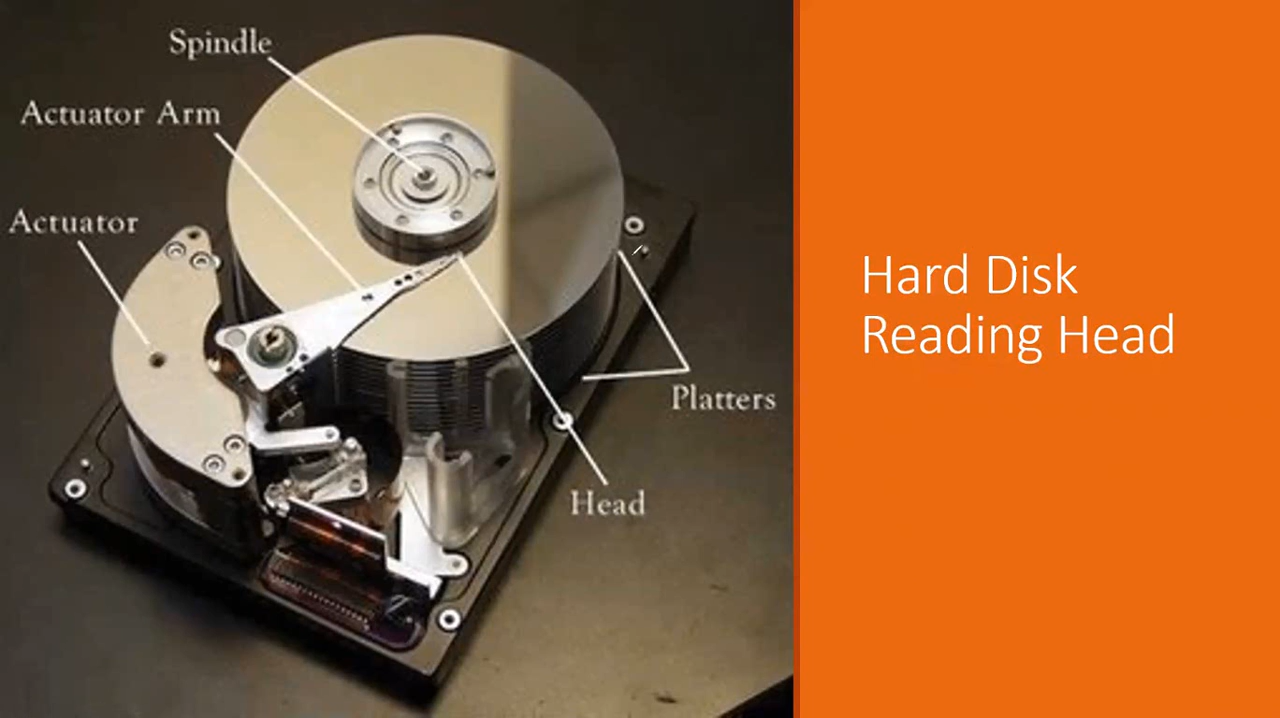 Spindle
Actuator Arm
Actuator
Platters
Head
Hard Disk
Reading Head